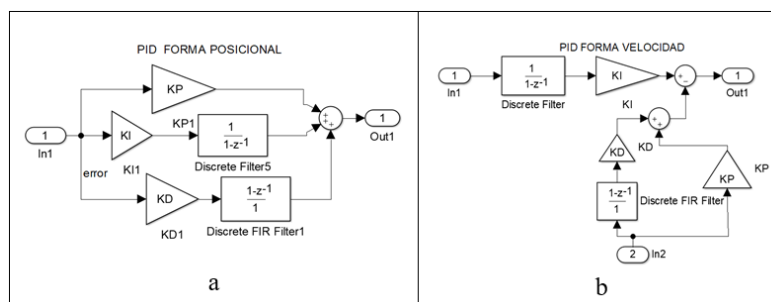 PID FORMA POSICIONAL
KP
1
In1
error
KI
KI1
KP1
1
1-z-1
Discrete Filter5
KD
KD1
1-z-1
1
Discrete FIR Filter1
+
+
+
1
Out1
a
PID FORMA VELOCIDAD
1
In1
1
1-z-1
Discrete Filter
KI
KI
+
-
1
Out1
+
+
KD
KD
KP
KP
1-z-1
1
Discrete FIR Filter
2
In2
b